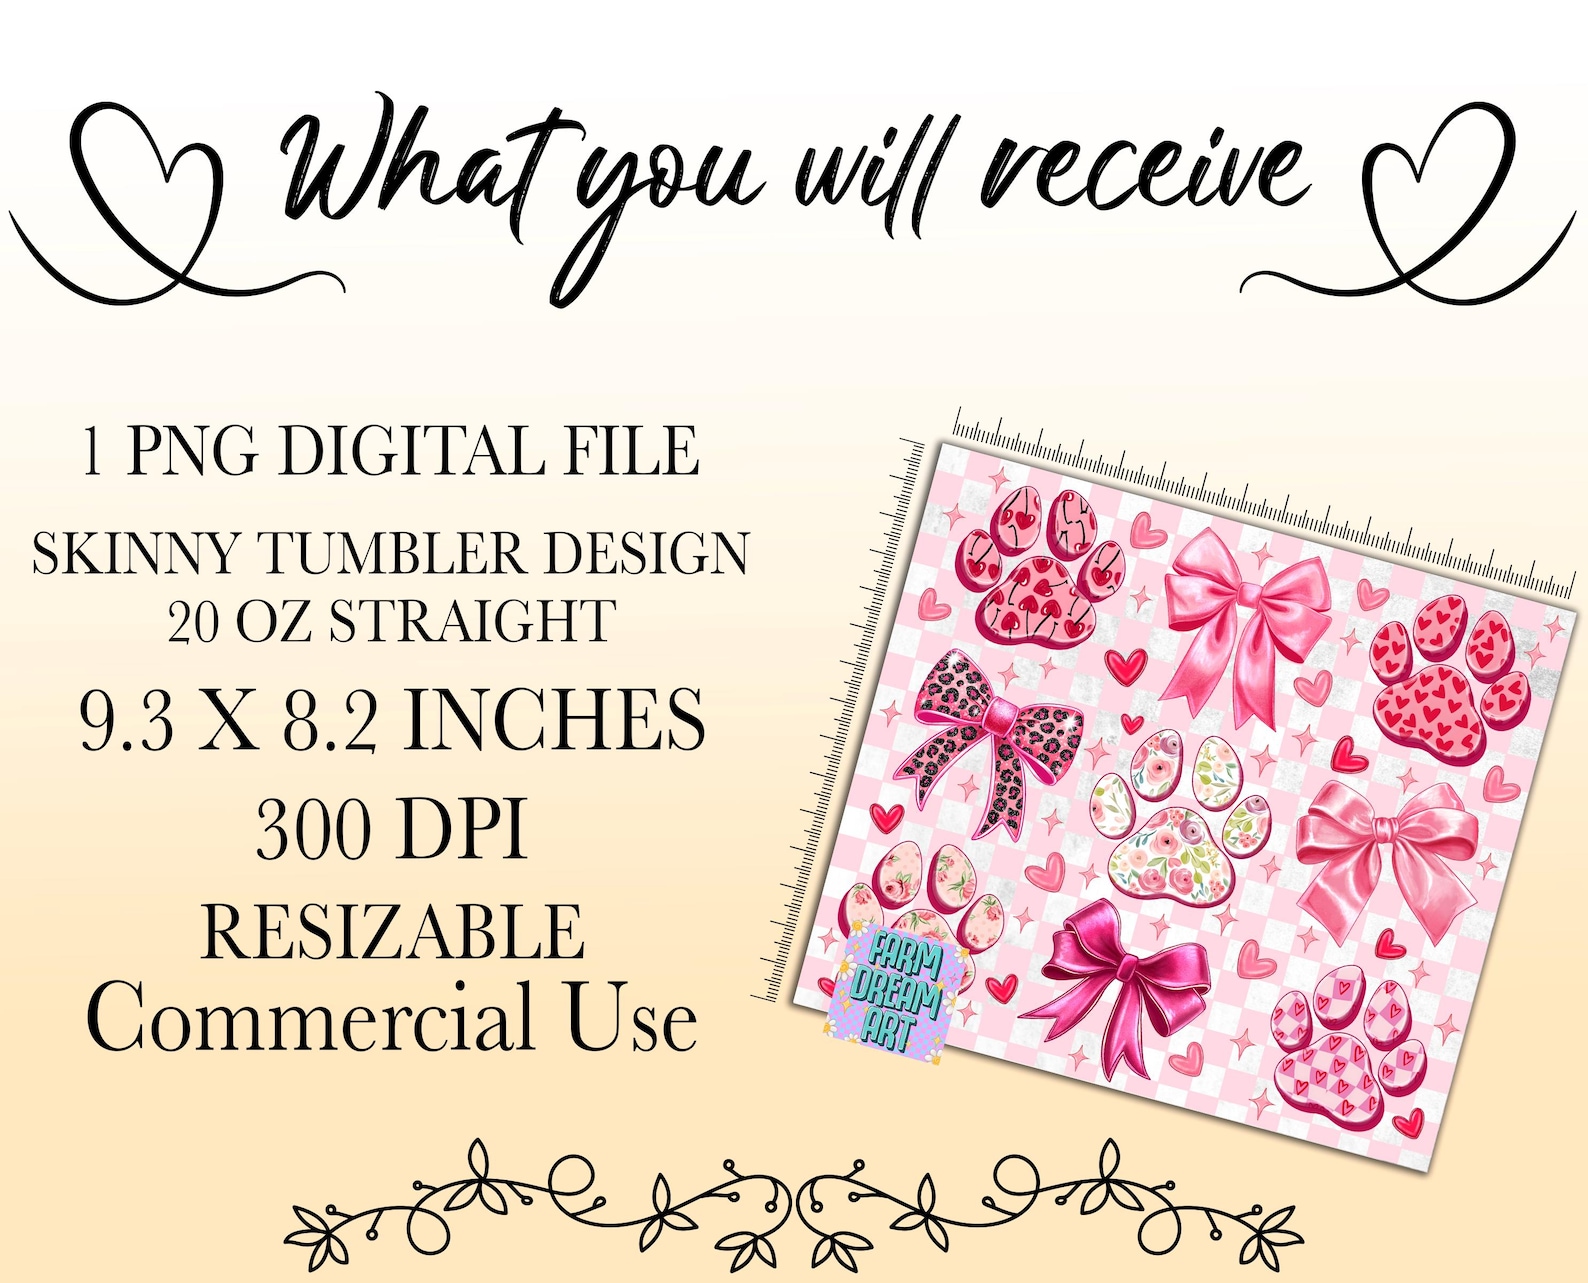 What you will receive
1 PNG DIGITAL FILE
SKINNY TUMBLER DESIGN
20 OZ STRAIGHT
9.3 X 8.2 INCHES
300 DPI
RESIZABLE
Commercial Use
FARM
DREAM
ART